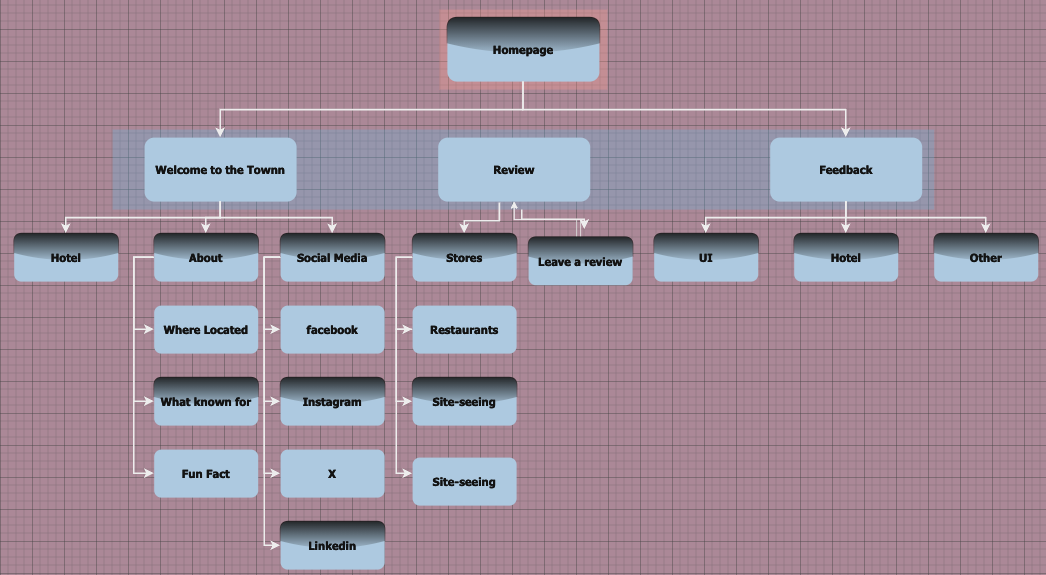 Homepage
Welcome to the Townn
Review
Feedback
Hotel
About
Social Media
Stores
Leave a review
UI
Hotel
Other
Where Located
facebook
Restaurants
What known for
Instagram
Site-seeing
Fun Fact
X
Site-seeing
Linkedin